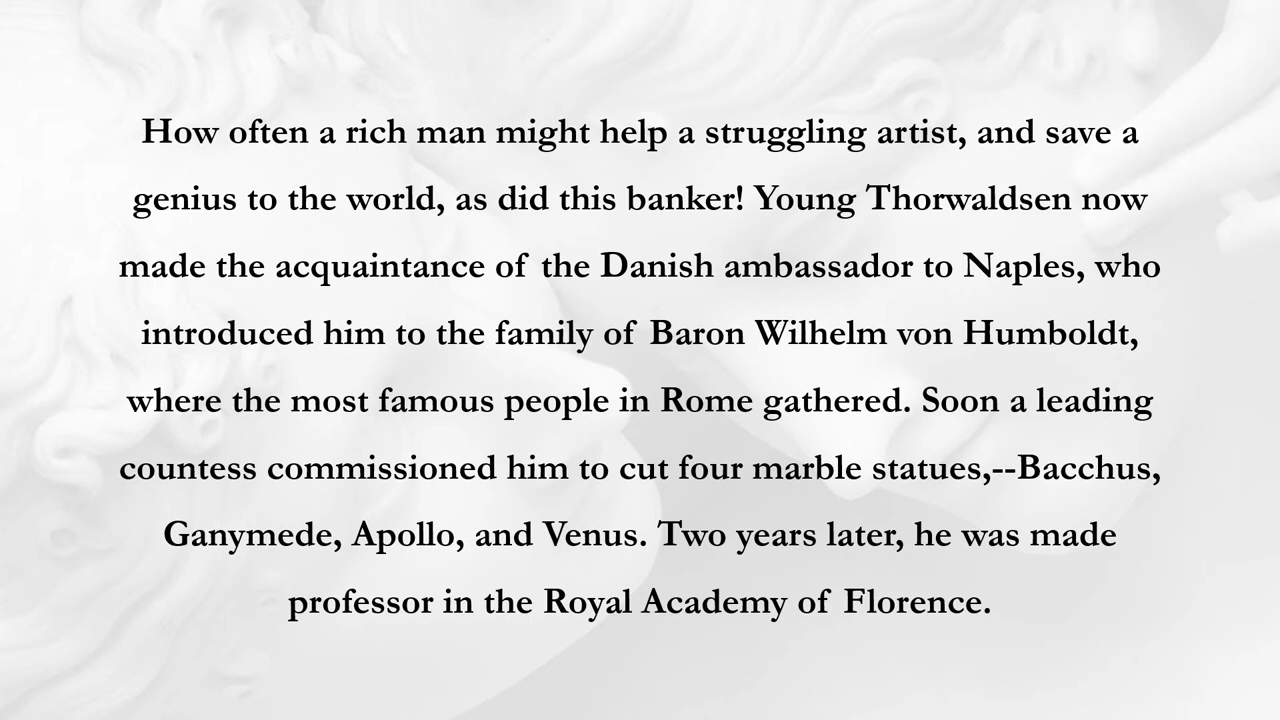 How often a rich man might help a struggling artist, and save a
genius to the world, as did this banker! Young Thorwaldsen now
made the acquaintance of the Danish ambassador to Naples, who
introduced him to the family of Baron Wilhelm von Humboldt,
where the most famous people in Rome gathered. Soon a leading
countess commissioned him to cut four marble statues,--Bacchus,
Ganymede, Apollo, and Venus. Two years later, he was made
professor in the Royal Academy of Florence.